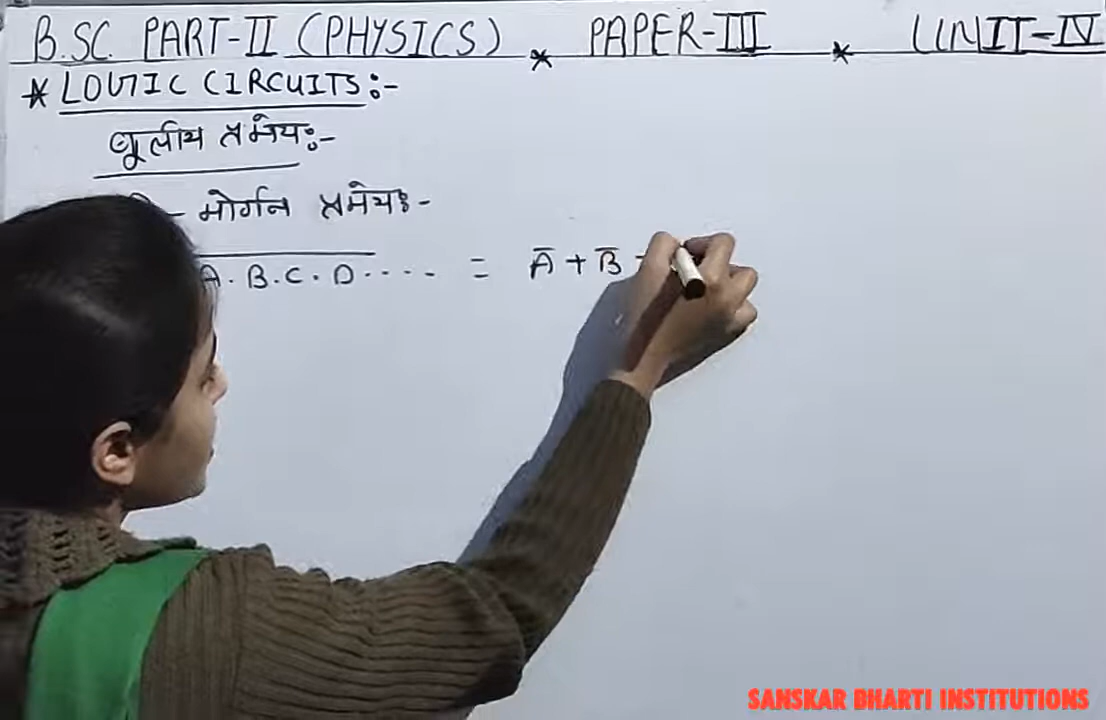 B.SC. PART-II (PHYSICS) * PAPER-III * UNIT-IV
* LOGIC CIRCUITS:-
बूलीय प्रमेय:-
- मोर्गन प्रमेय:-
A.B.C.D.... = A̅ + B̅
SANSKAR BHARTI INSTITUTIONS